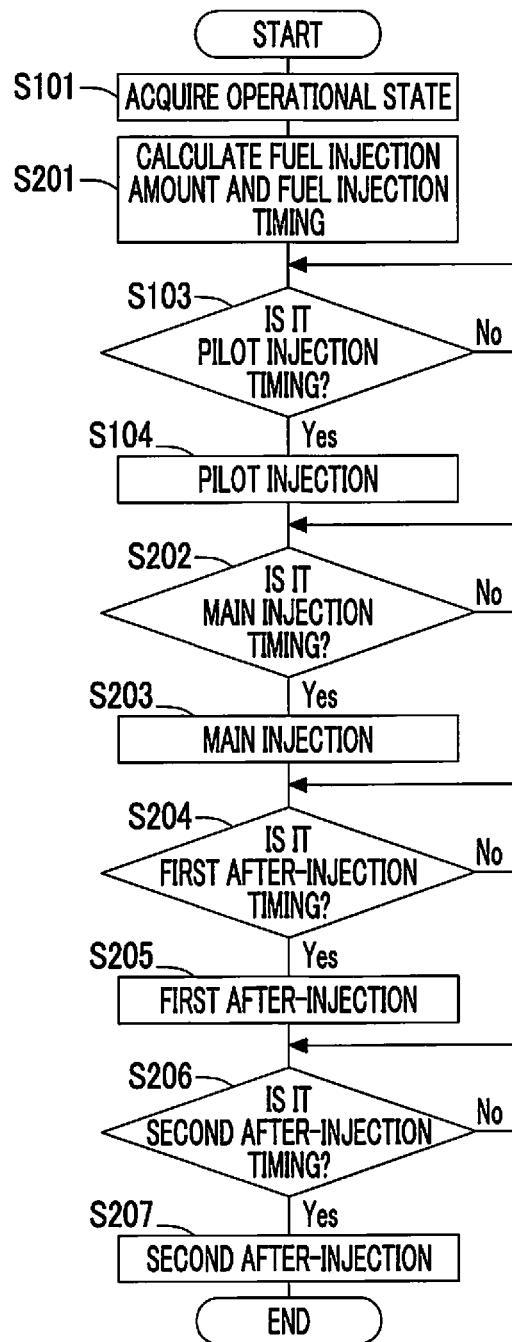 START
S101
ACQUIRE OPERATIONAL STATE
S201
CALCULATE FUEL INJECTION
AMOUNT AND FUEL INJECTION
TIMING
S103
IS IT
PILOT INJECTION
TIMING?
No
Yes
S104
PILOT INJECTION
S202
IS IT
MAIN INJECTION
TIMING?
No
Yes
S203
MAIN INJECTION
S204
IS IT
FIRST AFTER-INJECTION
TIMING?
No
Yes
S205
FIRST AFTER-INJECTION
S206
IS IT
SECOND AFTER-INJECTION
TIMING?
No
Yes
S207
SECOND AFTER-INJECTION
END